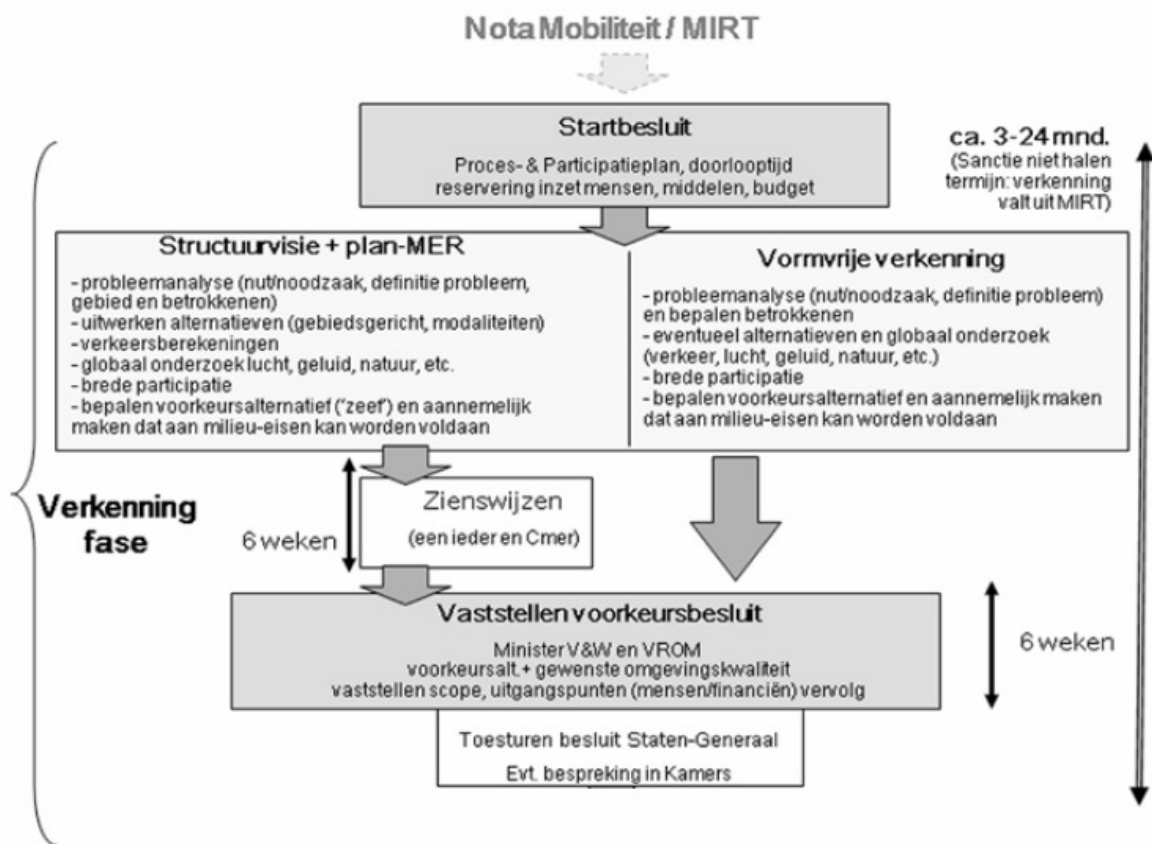 Nota Mobiliteit / MIRT
Startbesluit
Proces- & Participatieplan, doorlooptijd
reservering inzet mensen, middelen, budget
ca. 3-24 mnd.
(Sanctie niet halen
termijn: verkenning
valt uit MIRT)
Structuurvisie + plan-MER
- probleemanalyse (nut/noodzaak, definitie probleem,
gebied en betrokkenen)
- uitwerken alternatieven (gebiedsgericht, modaliteiten)
- verkeersberekeningen
- globaal onderzoek lucht, geluid, natuur, etc.
- brede participatie
- bepalen voorkeursalternatief ('zeef') en aannemelijk
maken dat aan milieu-eisen kan worden voldaan
Vormvrije verkenning
- probleemanalyse (nut/noodzaak, definitie probleem)
en bepalen betrokkenen
- eventueel alternatieven en globaal onderzoek
(verkeer, lucht, geluid, natuur, etc.)
- brede participatie
- bepalen voorkeursalternatief en aannemelijk maken
dat aan milieu-eisen kan worden voldaan
Verkenning
fase
6 weken
Zienswijzen
(een ieder en Cmer)
Vaststellen voorkeursbesluit
Minister V&W en VROM
voorkeursalt.+ gewenste omgevingskwaliteit
vaststellen scope, uitgangspunten (mensen/financiën) vervolg
6 weken
Toesturen besluit Staten-Generaal
Evt. bespreking in Kamers